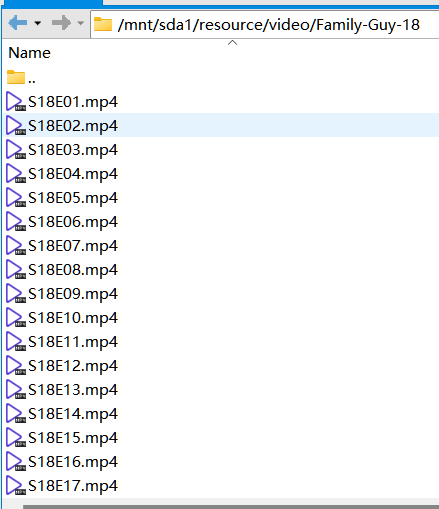 /mnt/sda1/resource/video/Family-Guy-18
Name
..
S18E01.mp4
S18E02.mp4
S18E03.mp4
S18E04.mp4
S18E05.mp4
S18E06.mp4
S18E07.mp4
S18E08.mp4
S18E09.mp4
S18E10.mp4
S18E11.mp4
S18E12.mp4
S18E13.mp4
S18E14.mp4
S18E15.mp4
S18E16.mp4
S18E17.mp4